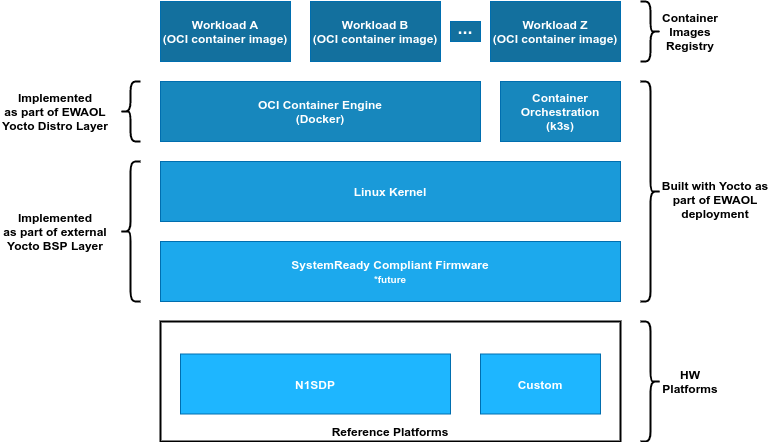 Workload A
(OCI container image)
Workload B
(OCI container image)
...
Workload Z
(OCI container image)
Container
Images
Registry
Implemented
as part of EWAOL
Yocto Distro Layer
OCI Container Engine
(Docker)
Container
Orchestration
(k3s)
Linux Kernel
Built with Yocto as
part of EWAOL
deployment
Implemented
as part of external
Yocto BSP Layer
SystemReady Compliant Firmware
*future
N1SDP
Custom
HW
Platforms
Reference Platforms